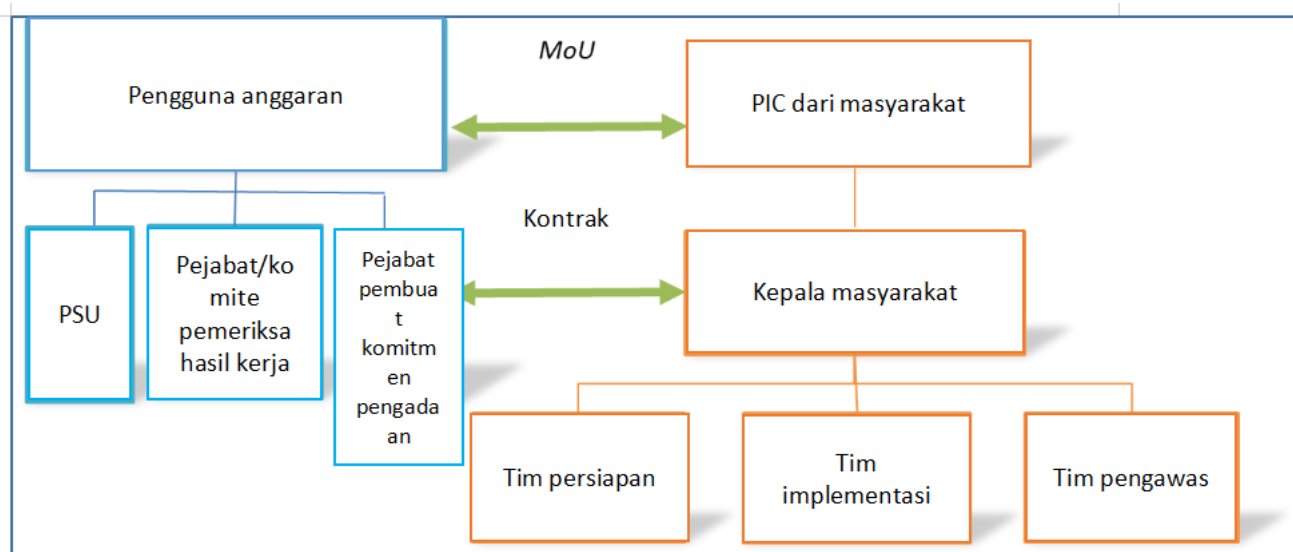 MoU
Pengguna anggaran
PIC dari masyarakat
Kontrak
PSU
Pejabat/ko
mite
pemeriksa
hasil kerja
Pejabat
pembua
t
komitm
en
pengada
an
Kepala masyarakat
Tim persiapan
Tim
implementasi
Tim pengawas